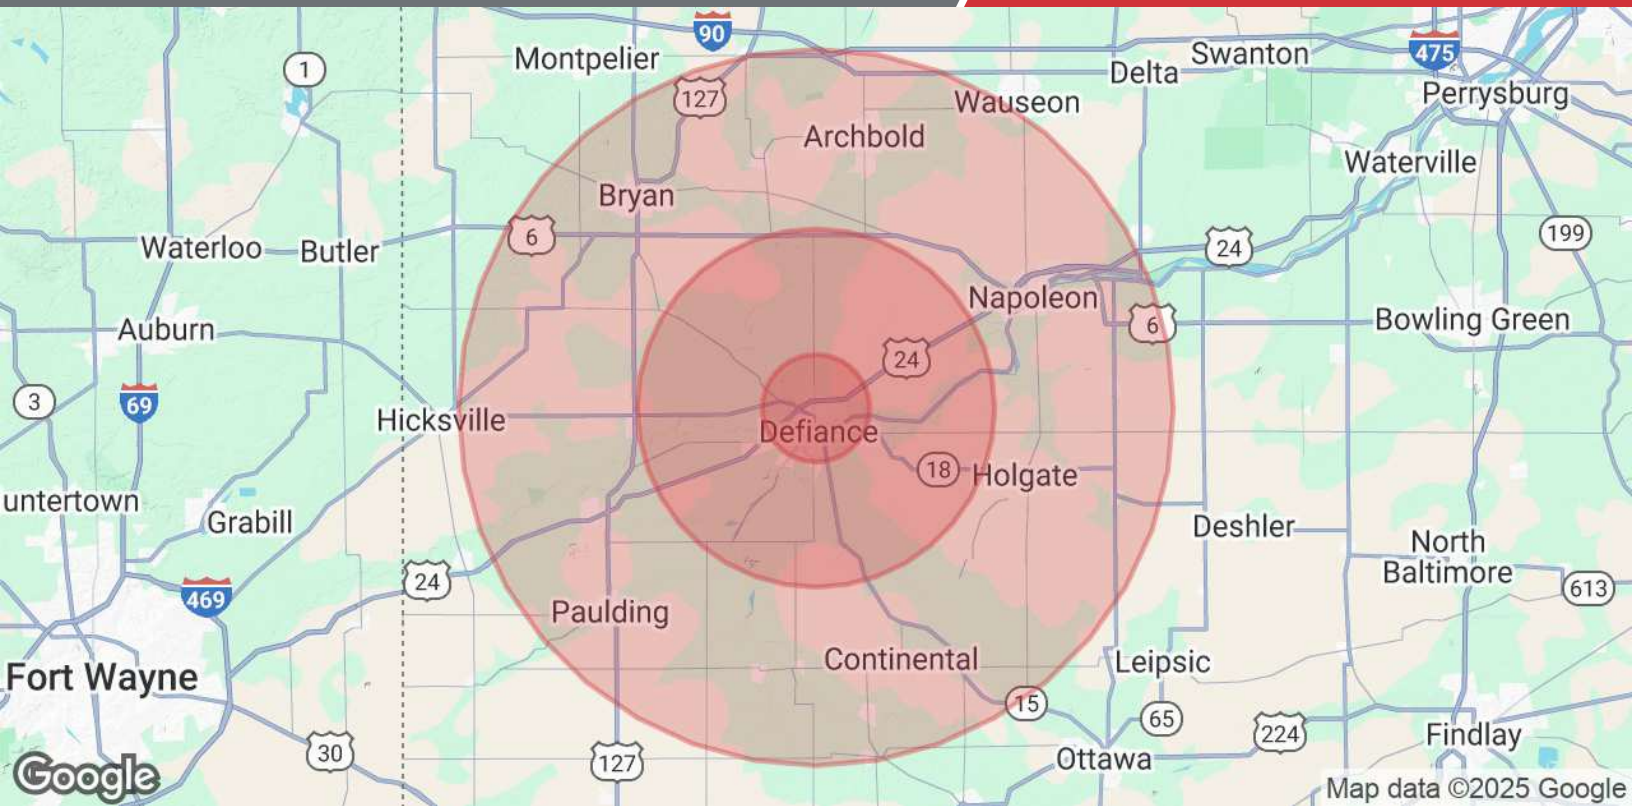 90
Montpelier
Swanton
475
1
Delta
127
Wauseon
Perrysburg
Archbold
Waterville
Bryan
6
199
Waterloo
Butler
24
Napoleon
Auburn
6
Bowling Green
24
3
69
Hicksville
Defiance
18
Holgate
untertown
Grabill
Deshler
North
Baltimore
24
469
613
Paulding
Continental
Leipsic
Fort Wayne
15
65
224
Findlay
30
127
Ottawa
Google
Map data ©2025 Google